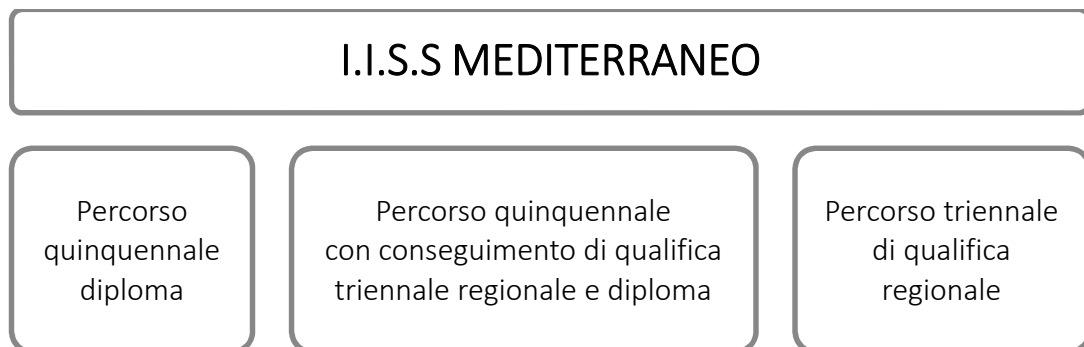 I.I.S.S MEDITERRANEO
Percorso
quinquennale
diploma
Percorso quinquennale
con conseguimento di qualifica
triennale regionale e diploma
Percorso triennale
di qualifica
regionale